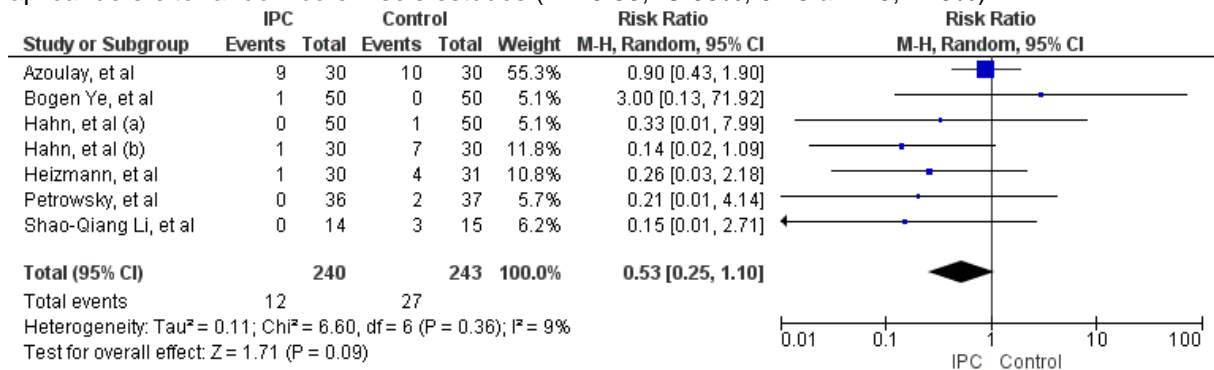 IPC Control Risk Ratio Risk Ratio
Study or Subgroup Events Total Events Total Weight M-H, Random, 95% CI M-H, Random, 95% CI
Azoulay, et al 9 30 10 30 55.3% 0.90 [0.43, 1.90]
Bogen Ye, et al 1 50 0 50 5.1% 3.00 [0.13, 71.92]
Hahn, et al (a) 0 50 1 50 5.1% 0.33 [0.01, 7.99]
Hahn, et al (b) 1 30 7 30 11.8% 0.14 [0.02, 1.09]
Heizmann, et al 1 30 4 31 10.8% 0.26 [0.03, 2.18]
Petrowsky, et al 0 36 2 37 5.7% 0.21 [0.01, 4.14]
Shao-Qiang Li, et al 0 14 3 15 6.2% 0.15 [0.01, 2.71]
Total (95% CI) 240 243 100.0% 0.53 [0.25, 1.10]
Total events 12 27
Heterogeneity: Tau² = 0.11; Chi² = 6.60, df = 6 (P = 0.36); I² = 9%
Test for overall effect: Z = 1.71 (P = 0.09)
0.01 0.1 1 10 100
IPC Control